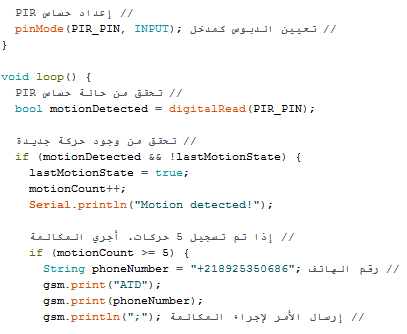 // إعداد حساس PIR
pinMode(PIR_PIN, INPUT); // تعيين الدبوس كمدخل
}
void loop() {
// تحقق من حالة حساس PIR
bool motionDetected = digitalRead(PIR_PIN);
// تحقق من وجود حركة جديدة
if (motionDetected && !lastMotionState) {
lastMotionState = true;
motionCount++;
Serial.println("Motion detected!");
// إذا تم تسجيل 5 حركات، أجري المكالمة
if (motionCount >= 5) {
String phoneNumber = "+218925350686"; // رقم الهاتف
gsm.print("ATD");
gsm.print(phoneNumber);
gsm.println(";"); // إرسال الأمر لإجراء المكالمة